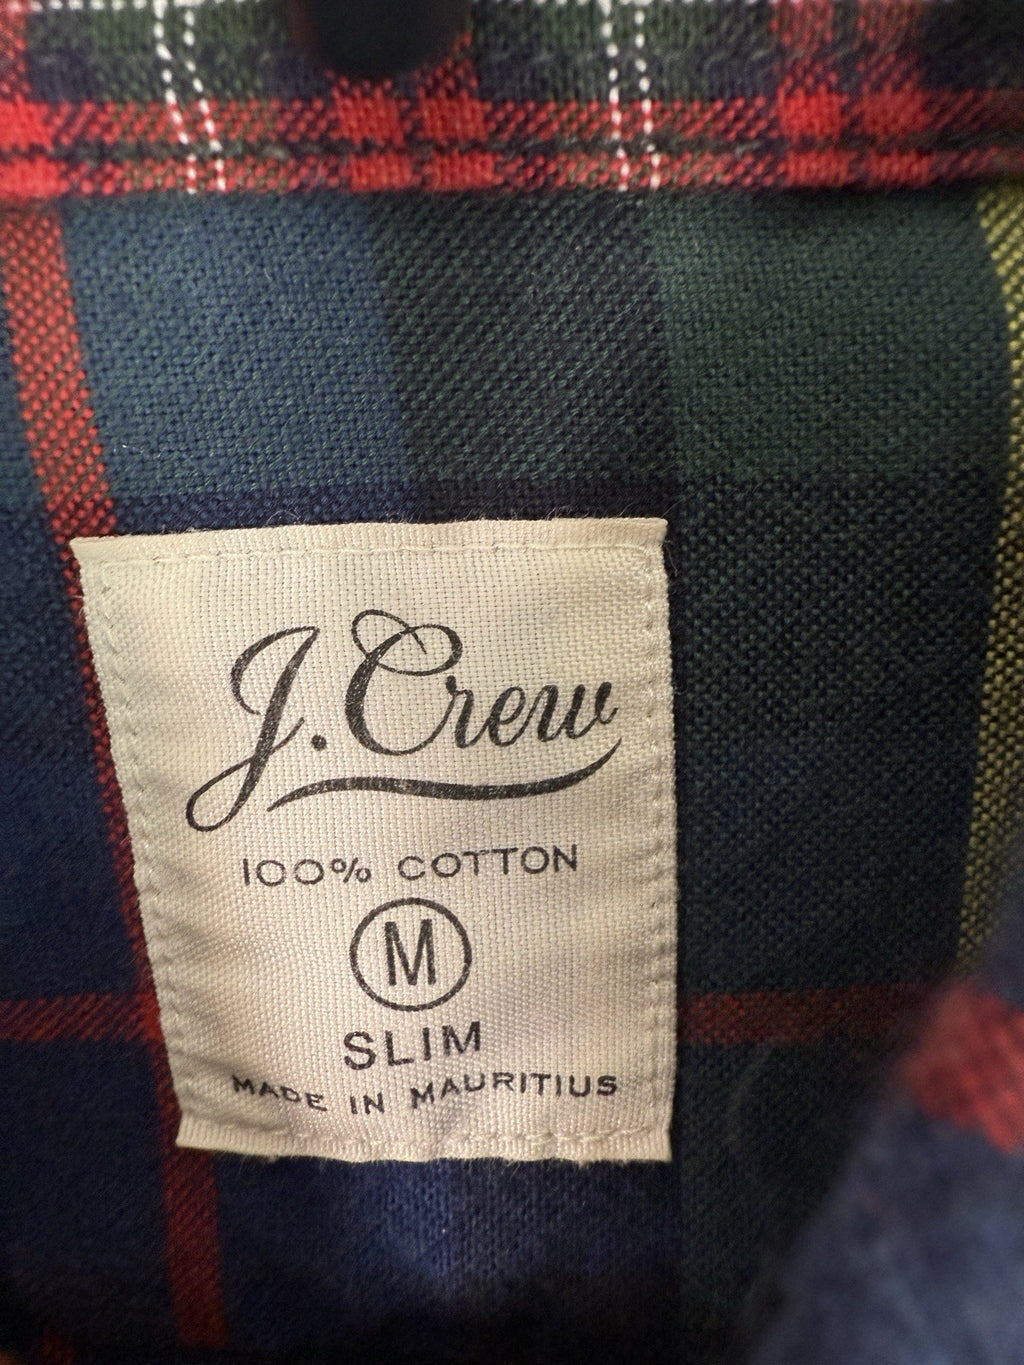 J.Crew
100% COTTON
M
SLIM
MADE IN MAURITIUS